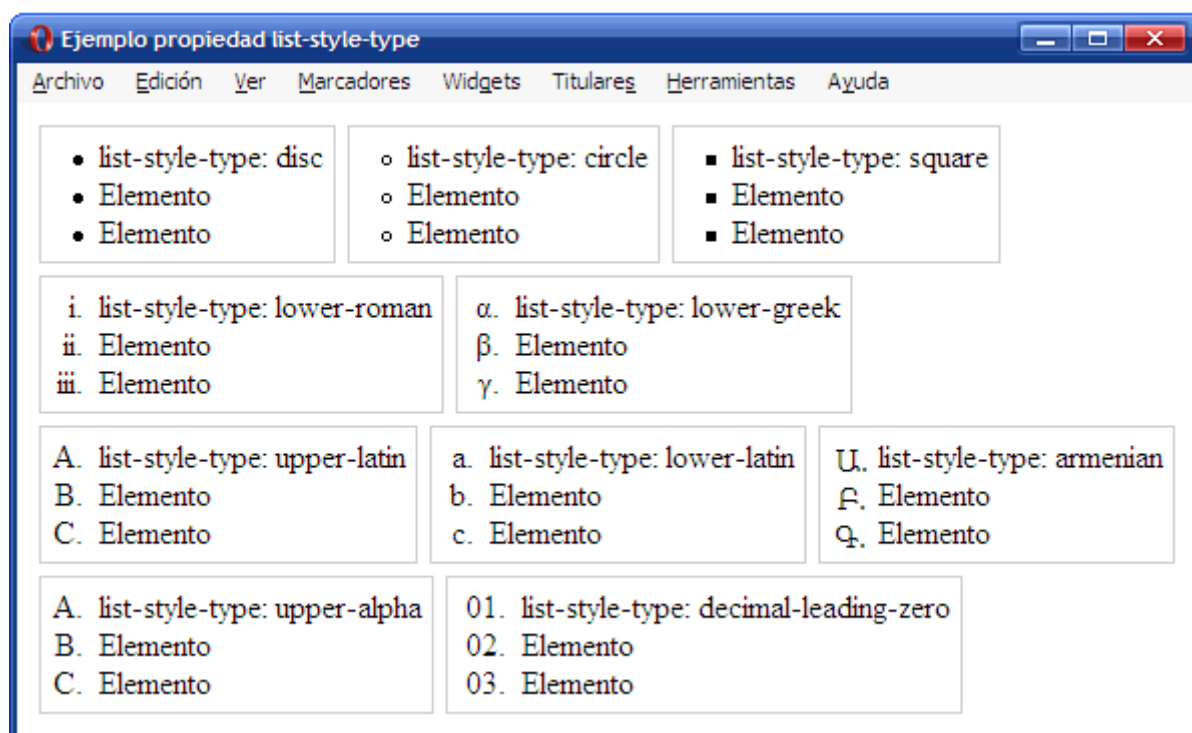 Ejemplo propiedad list-style-type
Archivo Edición Ver Marcadores Widgets Titulares Herramientas Ayuda
• list-style-type: disc
• Elemento
• Elemento
◦ list-style-type: circle
◦ Elemento
◦ Elemento
▪ list-style-type: square
▪ Elemento
▪ Elemento
i. list-style-type: lower-roman
ii. Elemento
iii. Elemento
α. list-style-type: lower-greek
β. Elemento
γ. Elemento
A. list-style-type: upper-latin
B. Elemento
C. Elemento
a. list-style-type: lower-latin
b. Elemento
c. Elemento
Ա. list-style-type: armenian
Բ. Elemento
Գ. Elemento
A. list-style-type: upper-alpha
B. Elemento
C. Elemento
01. list-style-type: decimal-leading-zero
02. Elemento
03. Elemento